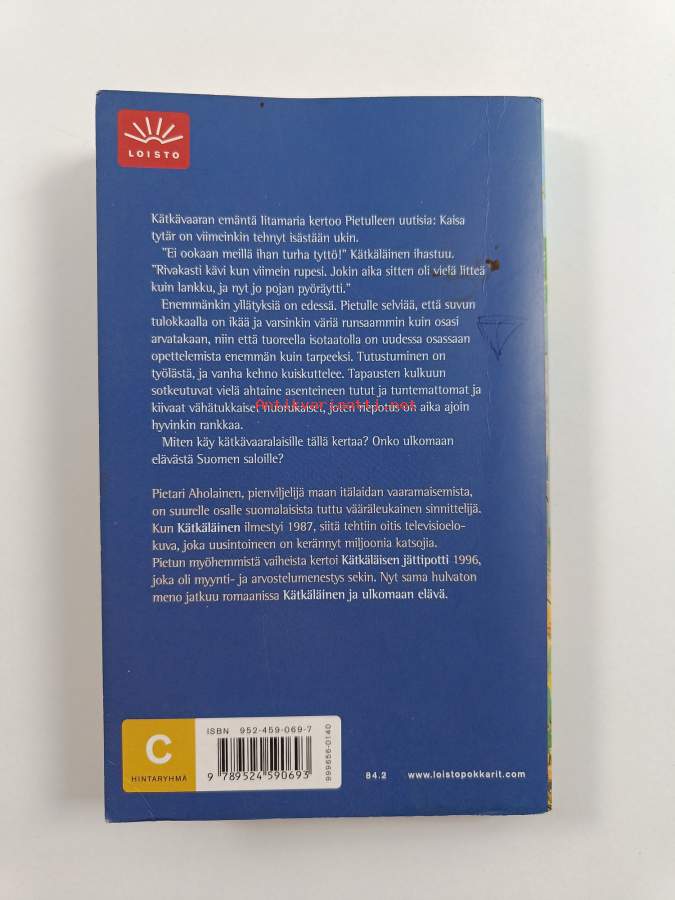 LOISTO
Kätkävaaran emäntä Iitamaria kertoo Pietulleen uutisia: Kaisa
tytär on viimeinkin tehnyt isästään ukin.
"Ei ookaan meillä ihan turha tyttö!" Kätkäläinen ihastuu.
"Rivakasti kävi kun viimein rupesi. Jokin aika sitten oli vielä litteä
kuin lankku, ja nyt jo pojan pyöräytti."
Enemmänkin yllätyksiä on edessä. Pietulle selviää, että suvun
tulokkaalla on ikää ja varsinkin väriä runsaammin kuin osasi
arvatakaan, niin että tuoreella isotaatolla on uudessa osassaan
opettelemista enemmän kuin tarpeeksi. Tutustuminen on
työlästä, ja vanha kehno kuiskuttelee. Tapausten kulkuun
sotkeutuvat vielä ahtaine asenteineen tutut ja tuntemattomat ja
kiivaat vähätukkaiset nuorukaiset, joten riepotus on aika ajoin
hyvinkin rankkaa.
Miten käy kätkävaaralaisille tällä kertaa? Onko ulkomaan
elävästä Suomen saloille?
Antikvariaatti.net
Pietari Aholainen, pienviljelijä maan itälaidan vaaramaisemista,
on suurelle osalle suomalaisista tuttu vääräleukainen sinnittelijä.
Kun Kätkäläinen ilmestyi 1987, siitä tehtiin oitis televisioelo-
kuva, joka uusintoineen on kerännyt miljoonia katsojia.
Pietun myöhemmistä vaiheista kertoi Kätkäläisen jättipotti 1996,
joka oli myynti- ja arvostelumenestys sekin. Nyt sama hulvaton
meno jatkuu romaanissa Kätkäläinen ja ulkomaan elävä.
C
HINTARYHMÄ
ISBN 952-459-069-7
9 789524 590693
999656-0140
84.2 www.loistopokkarit.com